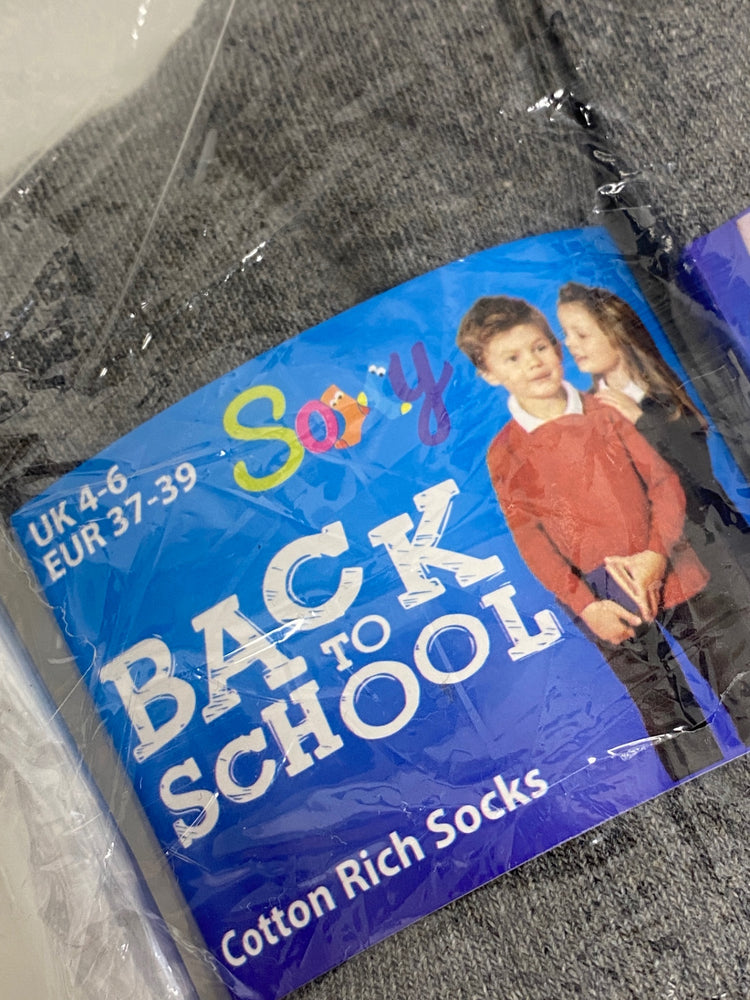 UK 4-6
EUR 37-39
BACK
TO
SCHOOL
Cotton Rich Socks